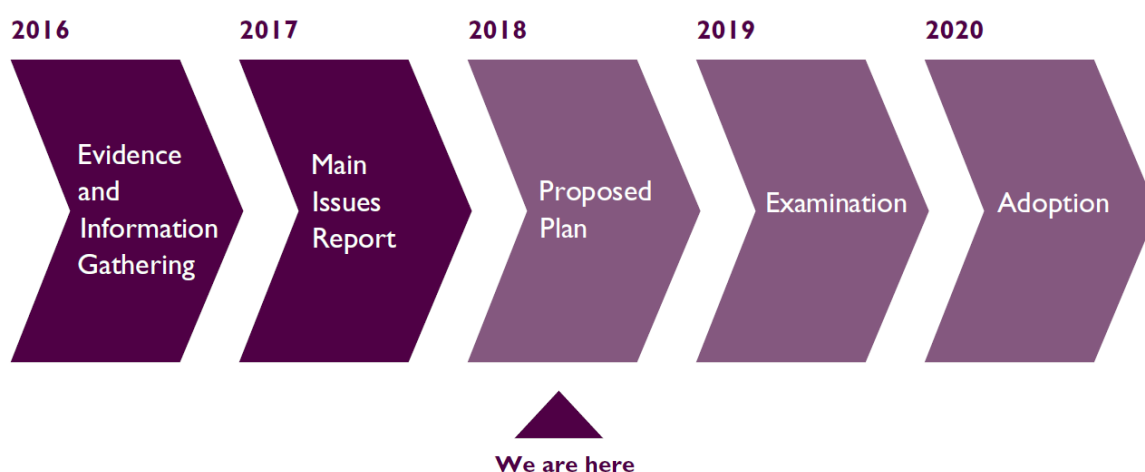 2016
2017
2018
2019
2020
Evidence
and
Information
Gathering
Main
Issues
Report
Proposed
Plan
Examination
Adoption
We are here